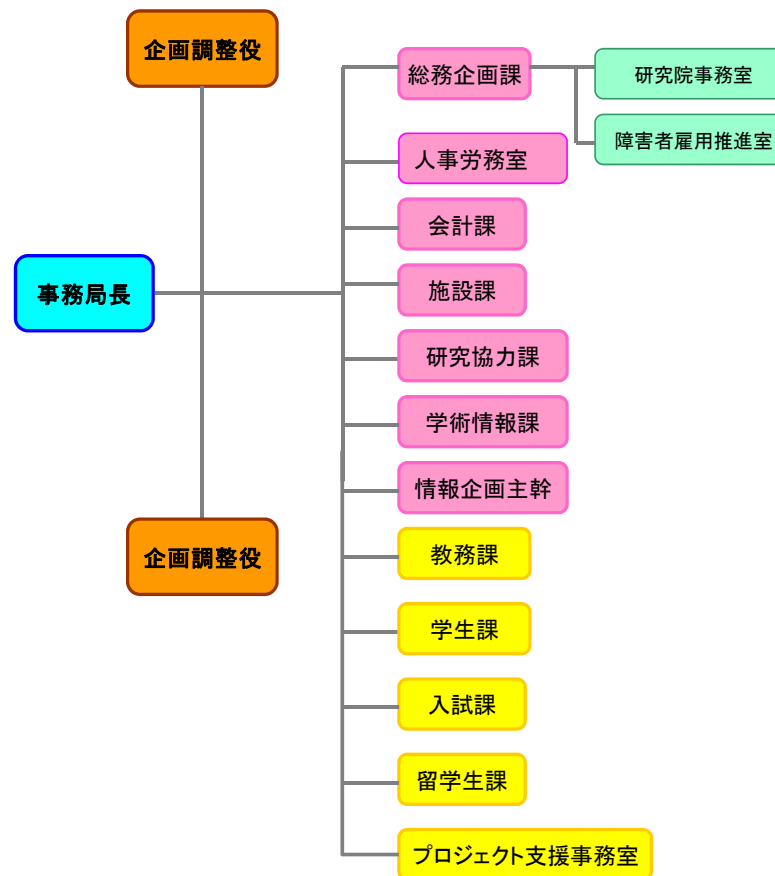 企画調整役
総務企画課
研究院事務室
障害者雇用推進室
人事労務室
会計課
事務局長
施設課
研究協力課
学術情報課
情報企画主幹
企画調整役
教務課
学生課
入試課
留学生課
プロジェクト支援事務室